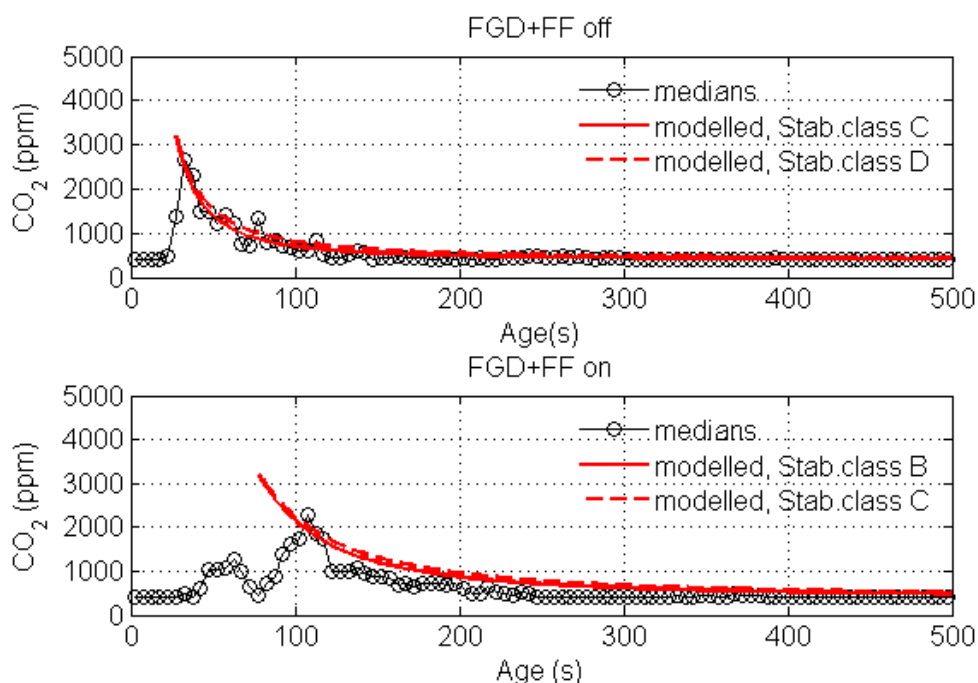 FGD+FF off
5000
4000
3000
2000
1000
0
CO2 (ppm)
medians
modelled, Stab.class C
modelled, Stab.class D
0 100 200 300 400 500
Age(s)
FGD+FF on
5000
4000
3000
2000
1000
0
CO2 (ppm)
medians
modelled, Stab.class B
modelled, Stab.class C
0 100 200 300 400 500
Age (s)